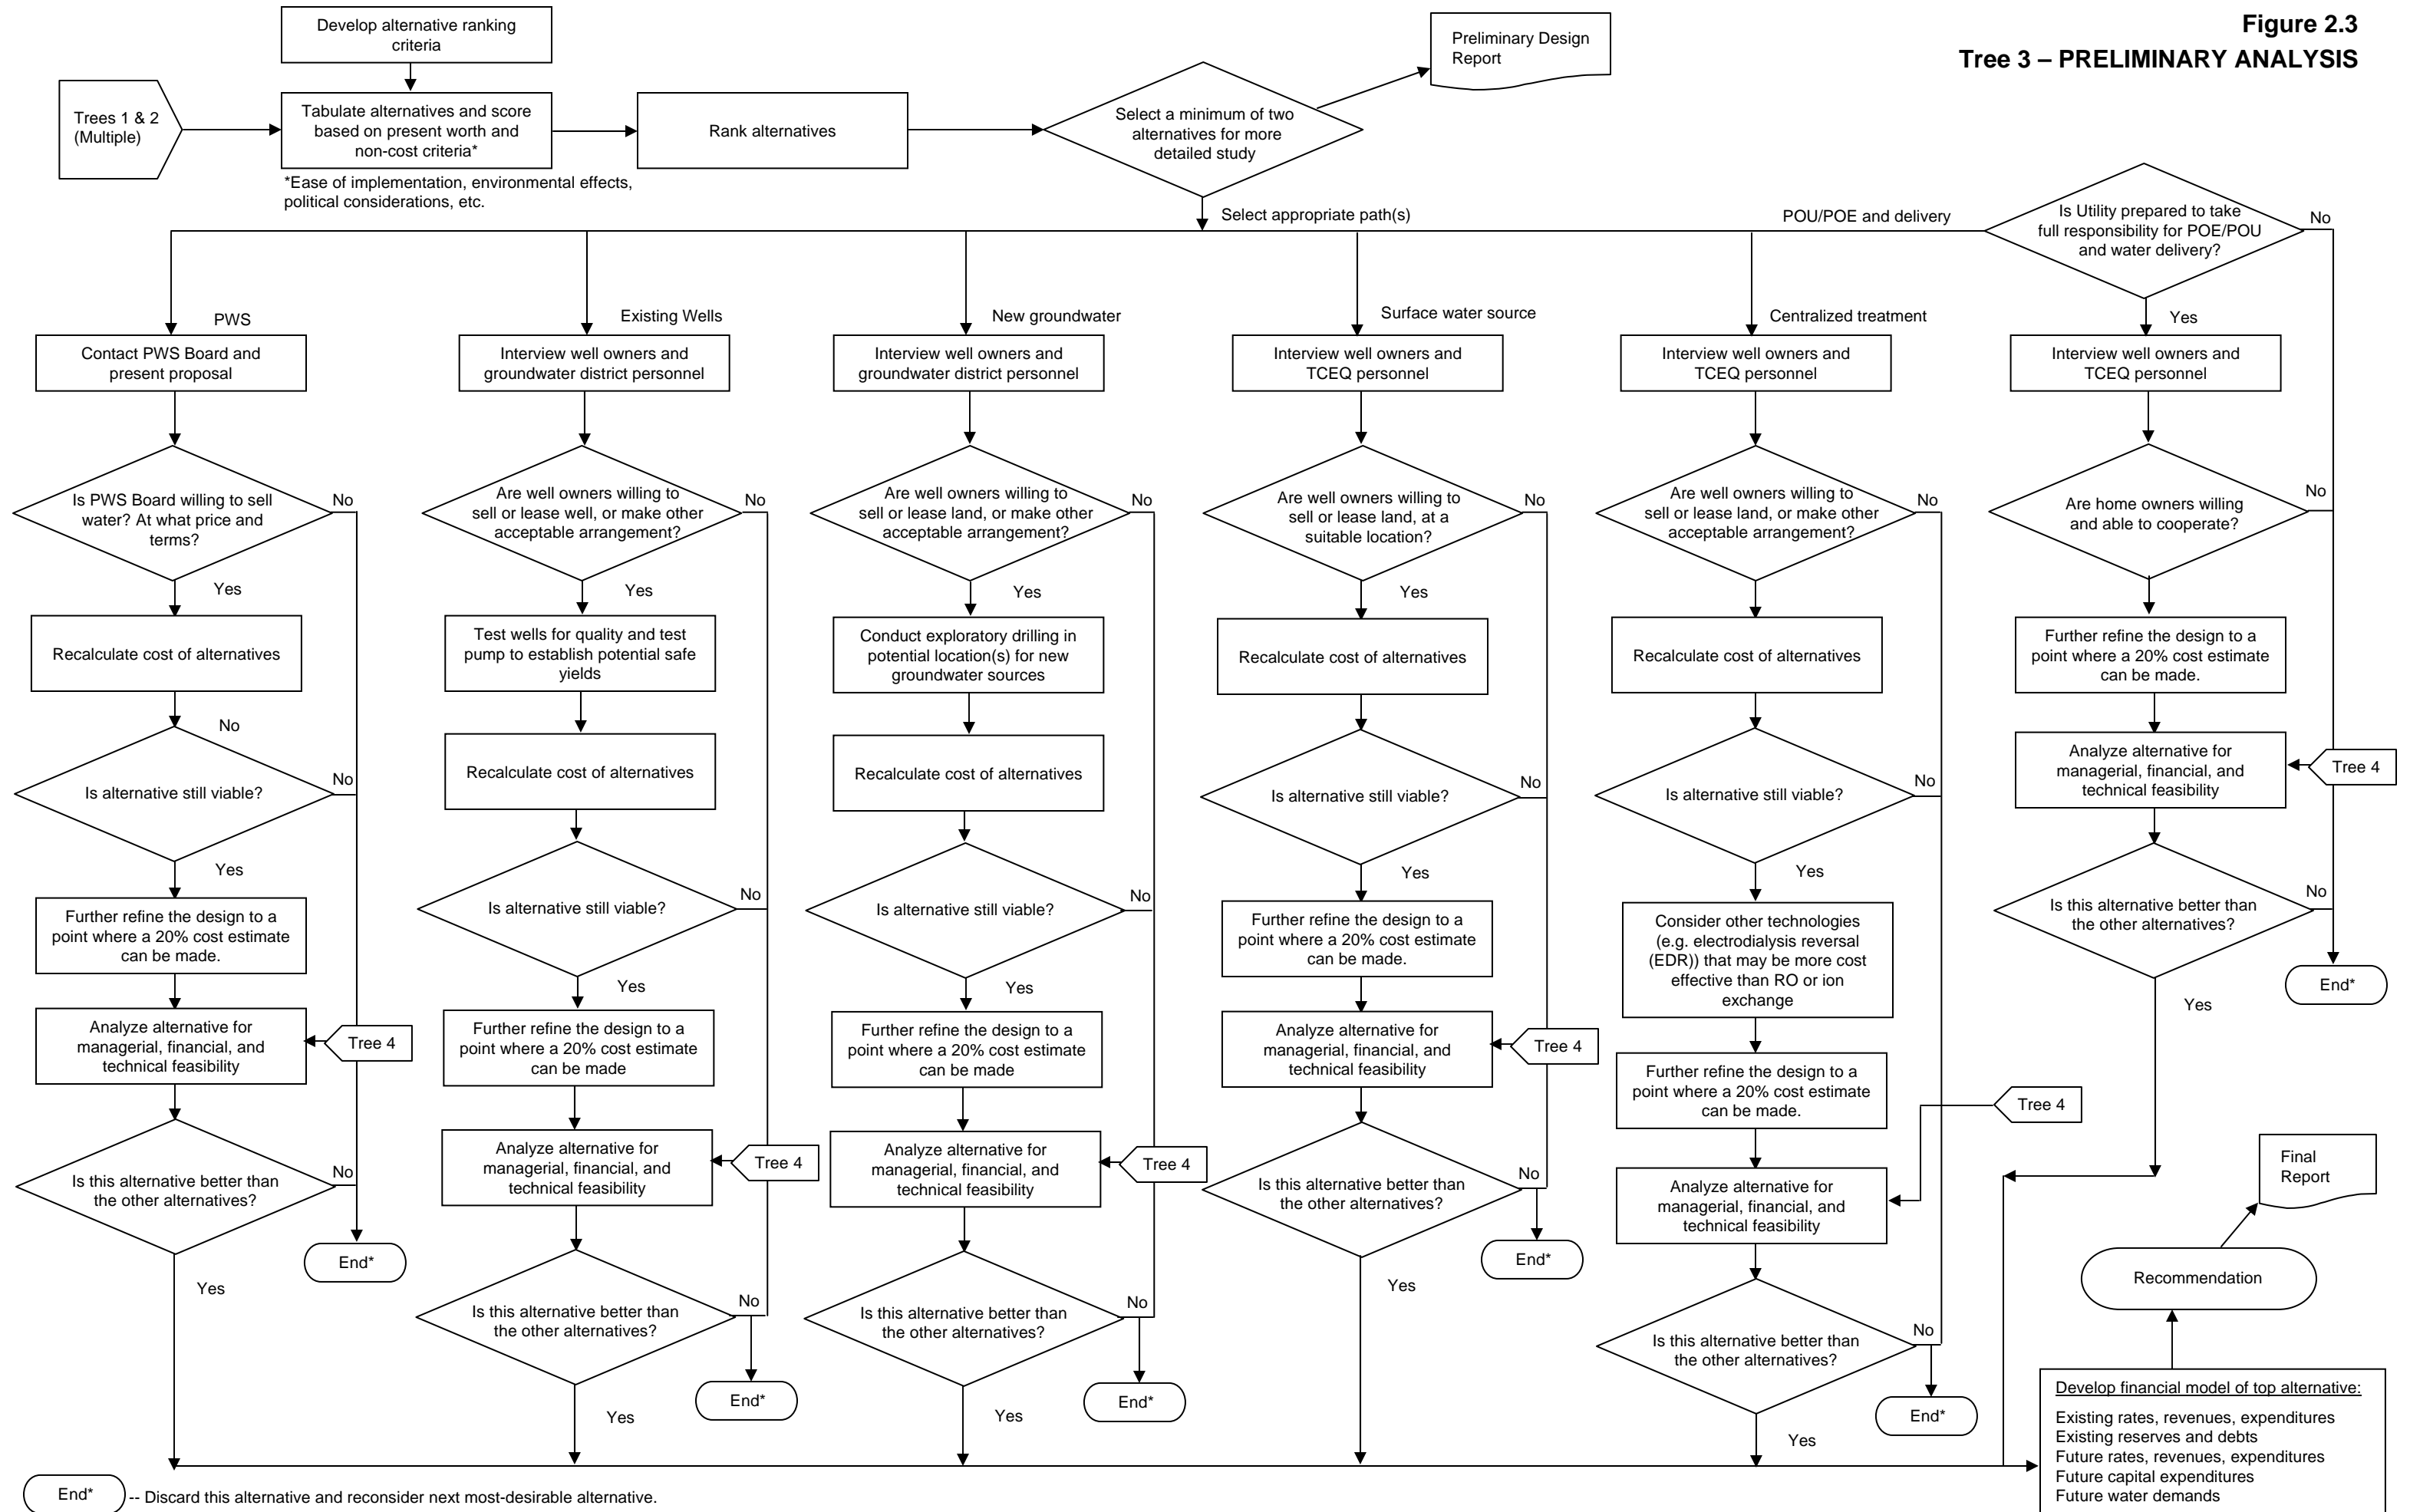 Figure 2.3
Tree 3 – PRELIMINARY ANALYSIS
Develop alternative ranking
criteria
Trees 1 & 2
(Multiple)
Tabulate alternatives and score
based on present worth and
non-cost criteria*
*Ease of implementation, environmental effects,
political considerations, etc.
Rank alternatives
Select a minimum of two
alternatives for more
detailed study
Preliminary Design
Report
Select appropriate path(s)
POU/POE and delivery
Is Utility prepared to take
full responsibility for POE/POU
and water delivery?
No
Yes
PWS
Contact PWS Board and
present proposal
Is PWS Board willing to sell
water? At what price and
terms?
No
Yes
Recalculate cost of alternatives
No
Is alternative still viable?
No
Yes
Further refine the design to a
point where a 20% cost estimate
can be made.
Analyze alternative for
managerial, financial, and
technical feasibility
Tree 4
Is this alternative better than
the other alternatives?
No
End*
Yes
Existing Wells
Interview well owners and
groundwater district personnel
Are well owners willing to
sell or lease well, or make other
acceptable arrangement?
No
Yes
Test wells for quality and test
pump to establish potential safe
yields
Recalculate cost of alternatives
Is alternative still viable?
No
Yes
Further refine the design to a
point where a 20% cost estimate
can be made
Analyze alternative for
managerial, financial, and
technical feasibility
Tree 4
Is this alternative better than
the other alternatives?
No
End*
Yes
New groundwater
Interview well owners and
groundwater district personnel
Are well owners willing to
sell or lease land, or make other
acceptable arrangement?
No
Yes
Conduct exploratory drilling in
potential location(s) for new
groundwater sources
Recalculate cost of alternatives
Is alternative still viable?
No
Yes
Further refine the design to a
point where a 20% cost estimate
can be made
Analyze alternative for
managerial, financial, and
technical feasibility
Tree 4
Is this alternative better than
the other alternatives?
No
End*
Yes
Surface water source
Interview well owners and
TCEQ personnel
Are well owners willing to
sell or lease land, at a
suitable location?
No
Yes
Recalculate cost of alternatives
Is alternative still viable?
No
Yes
Further refine the design to a
point where a 20% cost estimate
can be made.
Analyze alternative for
managerial, financial, and
technical feasibility
Tree 4
Is this alternative better than
the other alternatives?
No
End*
Yes
Centralized treatment
Interview well owners and
TCEQ personnel
Are well owners willing to
sell or lease land, or make other
acceptable arrangement?
No
Recalculate cost of alternatives
Is alternative still viable?
No
Yes
Consider other technologies
(e.g. electrodialysis reversal
(EDR)) that may be more cost
effective than RO or ion
exchange
Further refine the design to a
point where a 20% cost estimate
can be made.
Tree 4
Analyze alternative for
managerial, financial, and
technical feasibility
Is this alternative better than
the other alternatives?
No
End*
Yes
Interview well owners and
TCEQ personnel
Are home owners willing
and able to cooperate?
No
Further refine the design to a
point where a 20% cost estimate
can be made.
Analyze alternative for
managerial, financial, and
technical feasibility
Tree 4
Is this alternative better than
the other alternatives?
No
End*
Yes
Final
Report
Recommendation
Develop financial model of top alternative:
Existing rates, revenues, expenditures
Existing reserves and debts
Future rates, revenues, expenditures
Future capital expenditures
Future water demands
End* -- Discard this alternative and reconsider next most-desirable alternative.